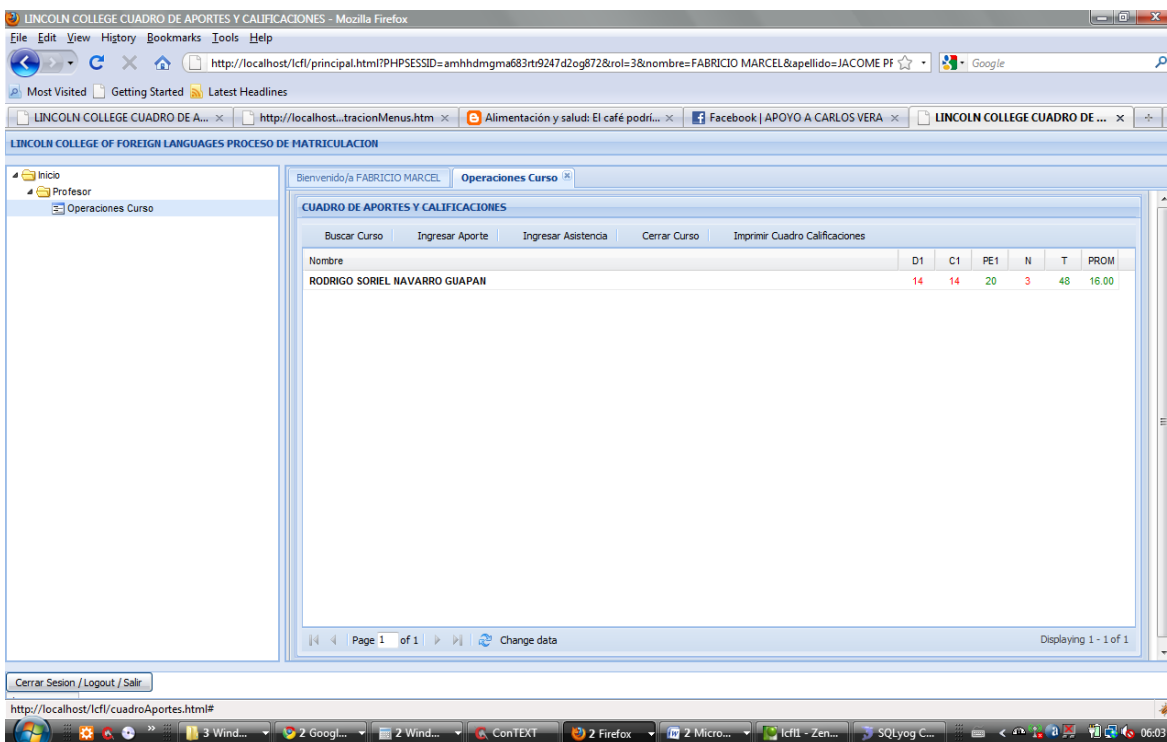 LINCOLN COLLEGE CUADRO DE APORTES Y CALIFICACIONES - Mozilla Firefox
File Edit View History Bookmarks Tools Help
http://localhost/lcfl/principal.html?PHPSESSID=amhhdmgma683rtr9247d2og872&rol=3&nombre=FABRICIO MARCEL&apellido=JACOME PF
Google
Most Visited Getting Started Latest Headlines
LINCOLN COLLEGE CUADRO DE A... http://localhost...tracionMenus.htm Alimentación y salud: El café podrí... Facebook | APOYO A CARLOS VERA LINCOLN COLLEGE CUADRO DE ...
LINCOLN COLLEGE OF FOREIGN LANGUAGES PROCESO DE MATRICULACION
Inicio
Profesor
Operaciones Curso
Bienvenido/a FABRICIO MARCEL Operaciones Curso
CUADRO DE APORTES Y CALIFICACIONES
Buscar Curso Ingresar Aporte Ingresar Asistencia Cerrar Curso Imprimir Cuadro Calificaciones
Nombre D1 C1 PE1 N T PROM
RODRIGO SORIEL NAVARRO GUAPAN 14 14 20 3 48 16.00
Page 1 of 1 Change data Displaying 1 - 1 of 1
Cerrar Sesion / Logout / Salir
http://localhost/lcfl/cuadroAportes.html#
3 Wind... 2 Googl... 2 Wind... ConTEXT 2 Firefox 2 Micro... lcfl1 - Zen... SQLyog C... 06:03